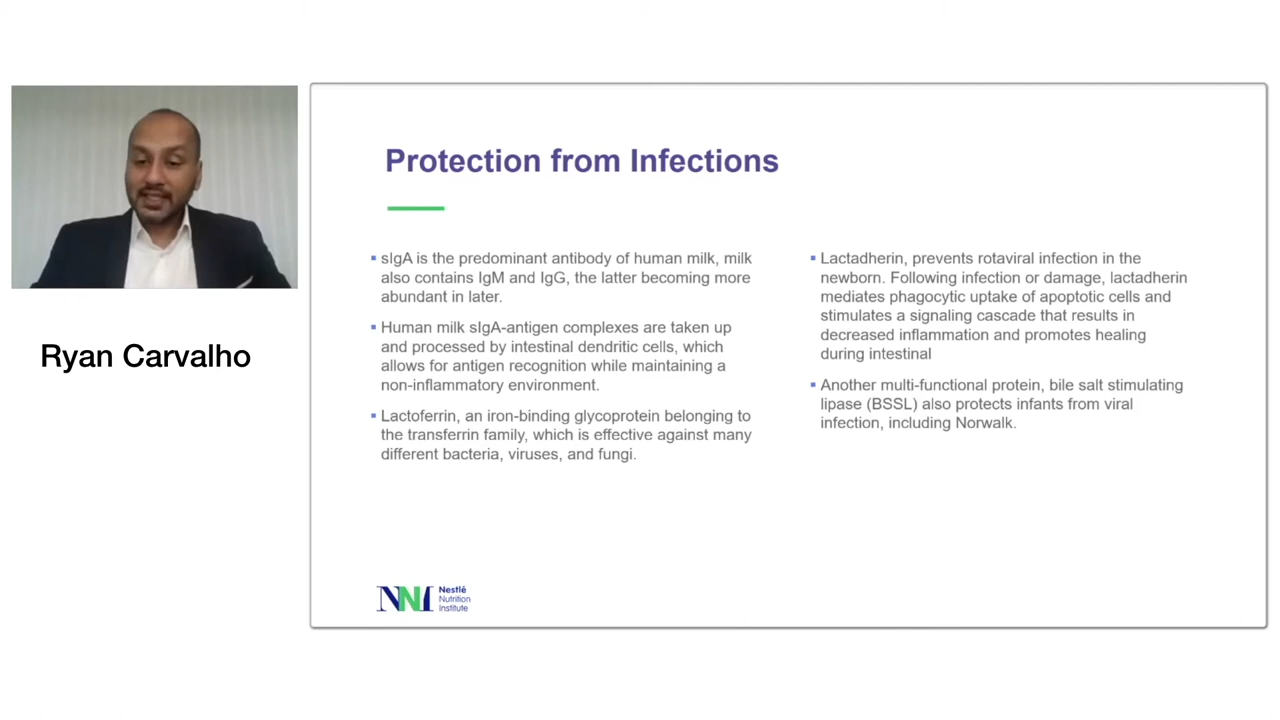 Protection from Infections
▪ sIgA is the predominant antibody of human milk, milk
also contains IgM and IgG, the latter becoming more
abundant in later.
▪ Human milk sIgA-antigen complexes are taken up
and processed by intestinal dendritic cells, which
allows for antigen recognition while maintaining a
non-inflammatory environment.
▪ Lactoferrin, an iron-binding glycoprotein belonging to
the transferrin family, which is effective against many
different bacteria, viruses, and fungi.
▪ Lactadherin, prevents rotaviral infection in the
newborn. Following infection or damage, lactadherin
mediates phagocytic uptake of apoptotic cells and
stimulates a signaling cascade that results in
decreased inflammation and promotes healing
during intestinal
▪ Another multi-functional protein, bile salt stimulating
lipase (BSSL) also protects infants from viral
infection, including Norwalk.
Ryan Carvalho
NNI
Nestlé
Nutrition
Institute